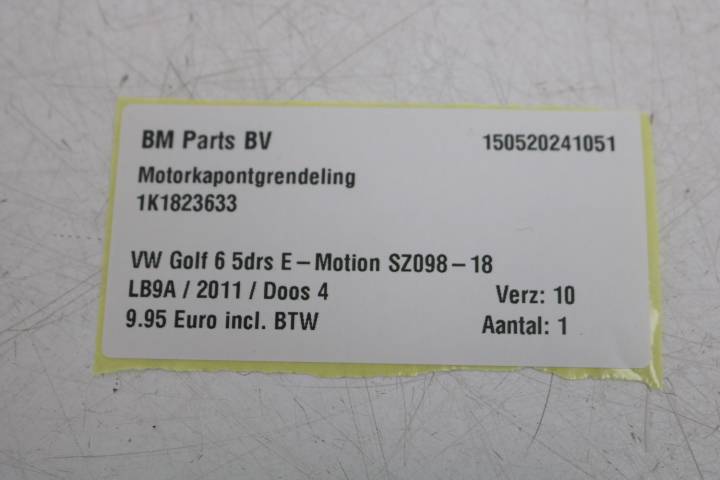 BM Parts BV 150520241051
Motorkapontgrendeling
1K1823633
VW Golf 6 5drs E-Motion SZ098-18
LB9A / 2011 / Doos 4 Verz: 10
9.95 Euro incl. BTW Aantal: 1